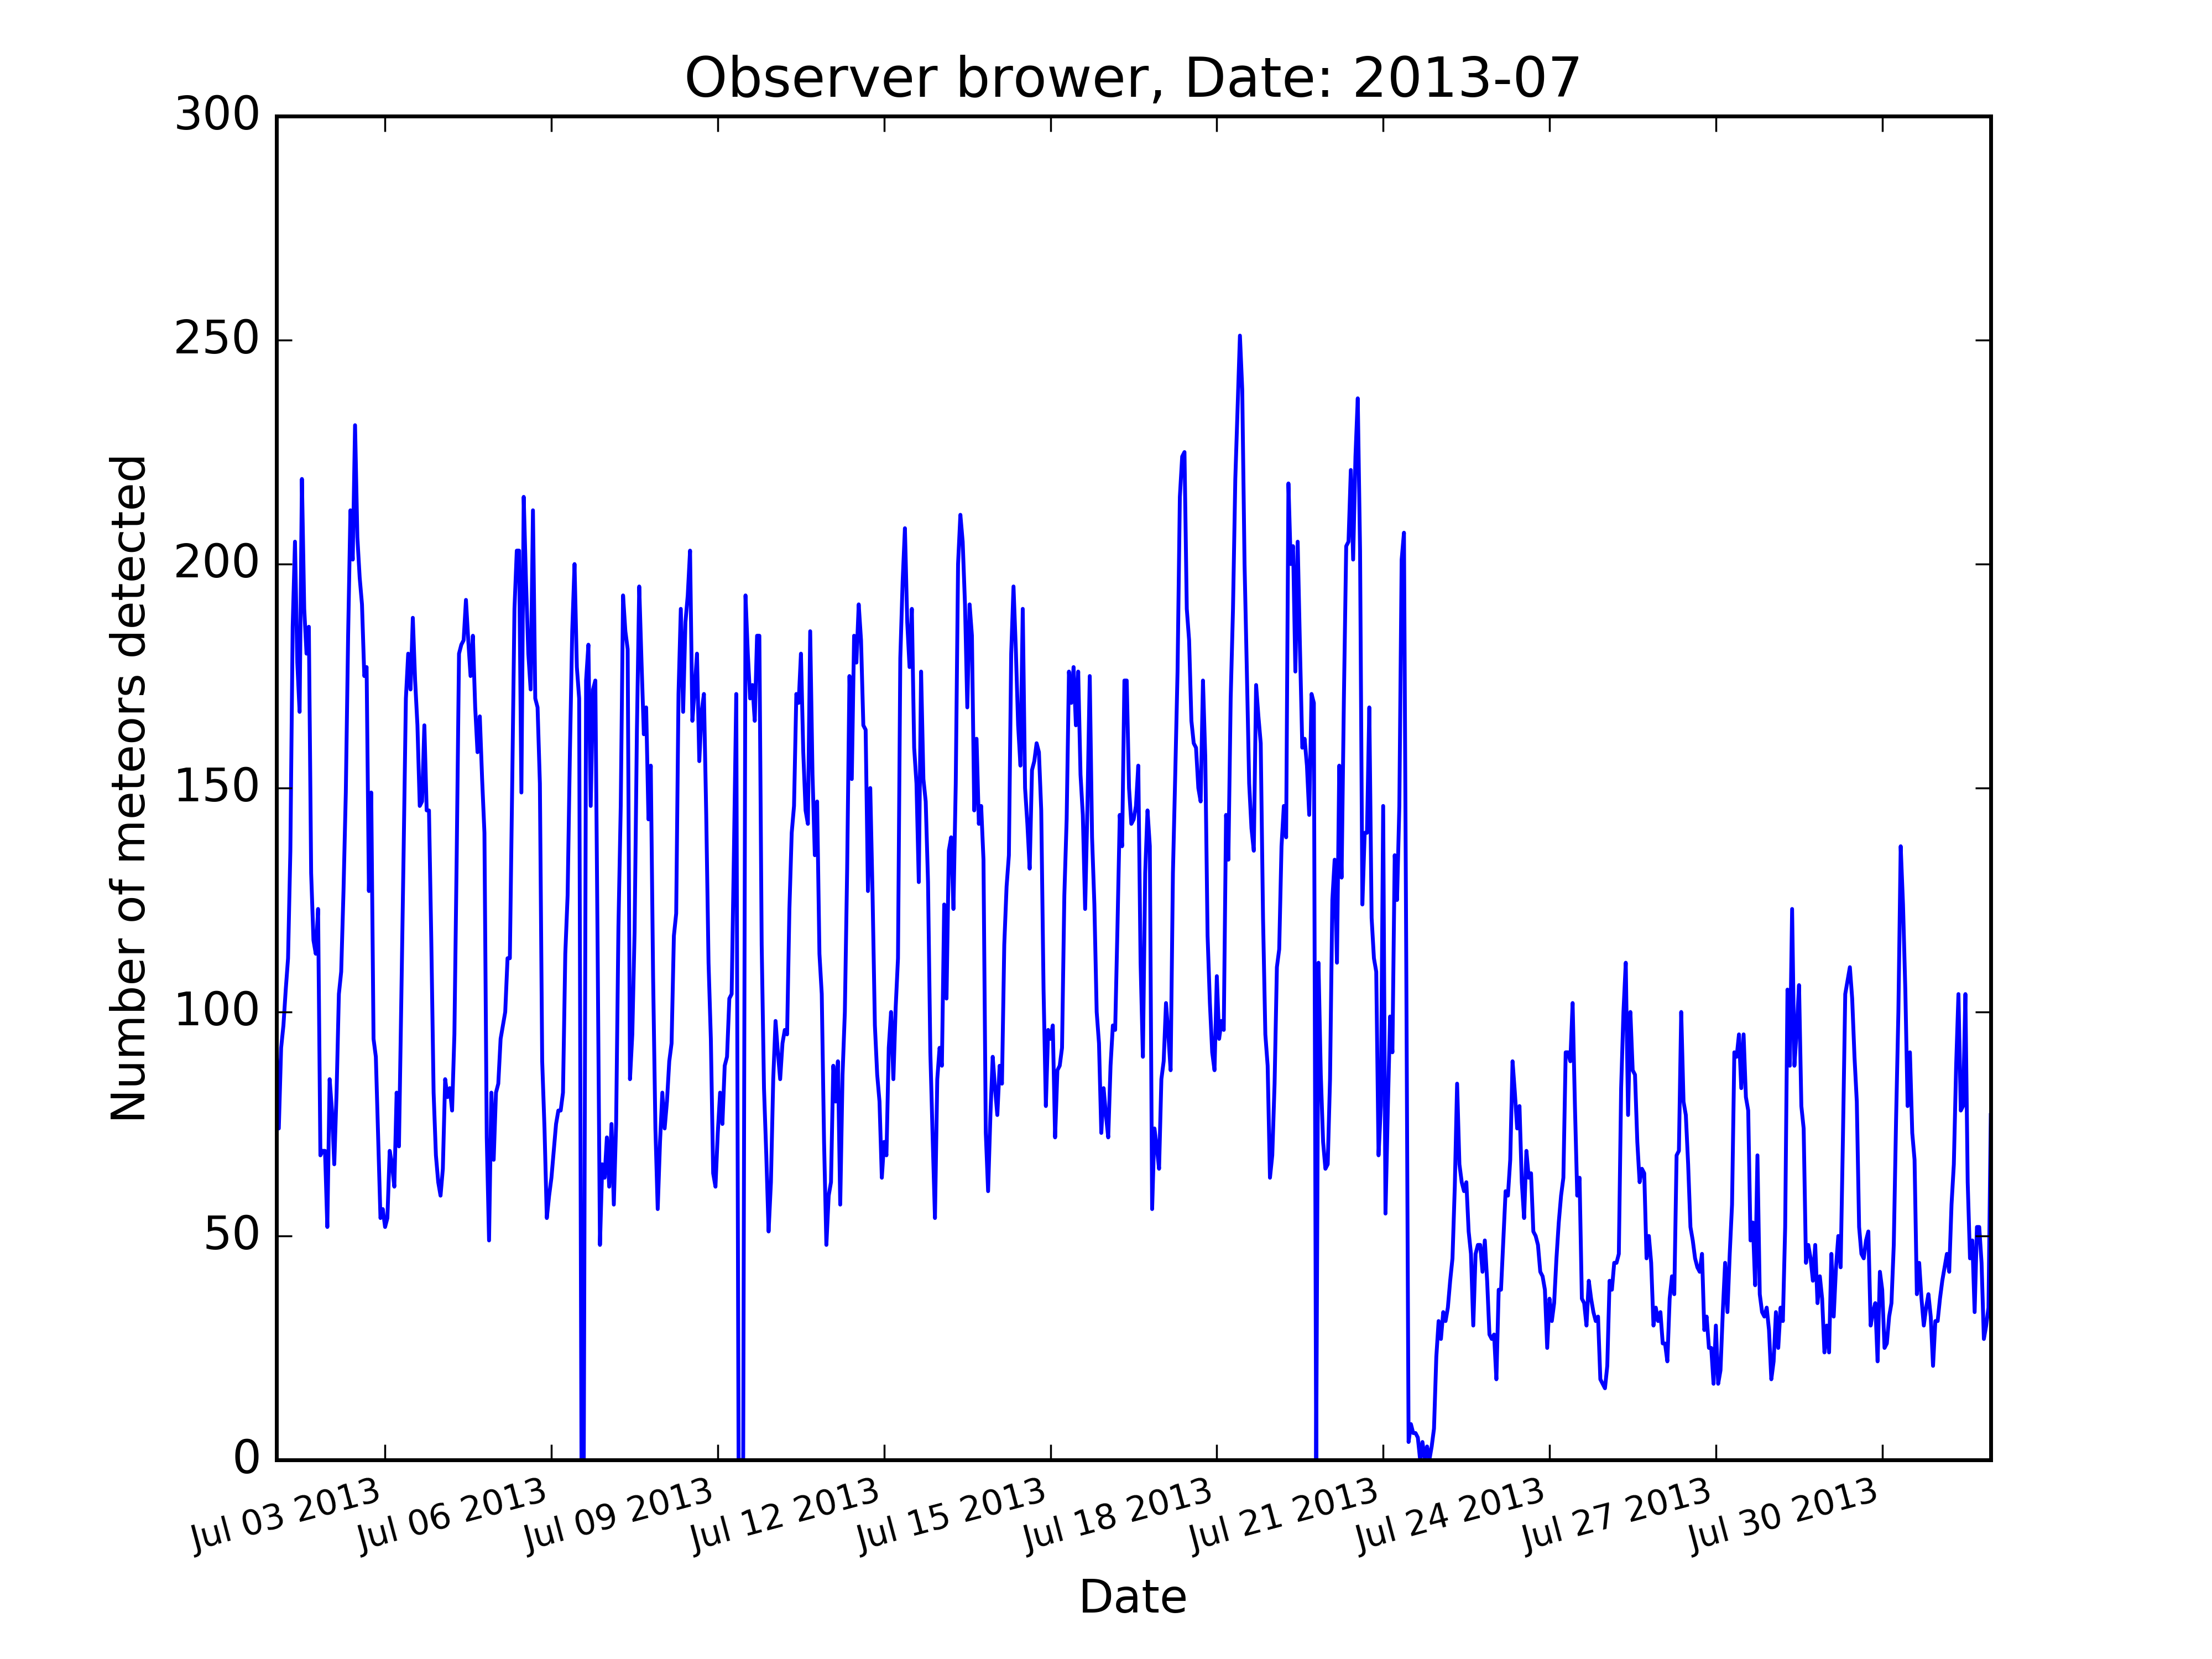 Observer brower, Date: 2013-07
300
250
200
150
100
50
0
Number of meteors detected
Jul 03 2013
Jul 06 2013
Jul 09 2013
Jul 12 2013
Jul 15 2013
Jul 18 2013
Jul 21 2013
Jul 24 2013
Jul 27 2013
Jul 30 2013
Date